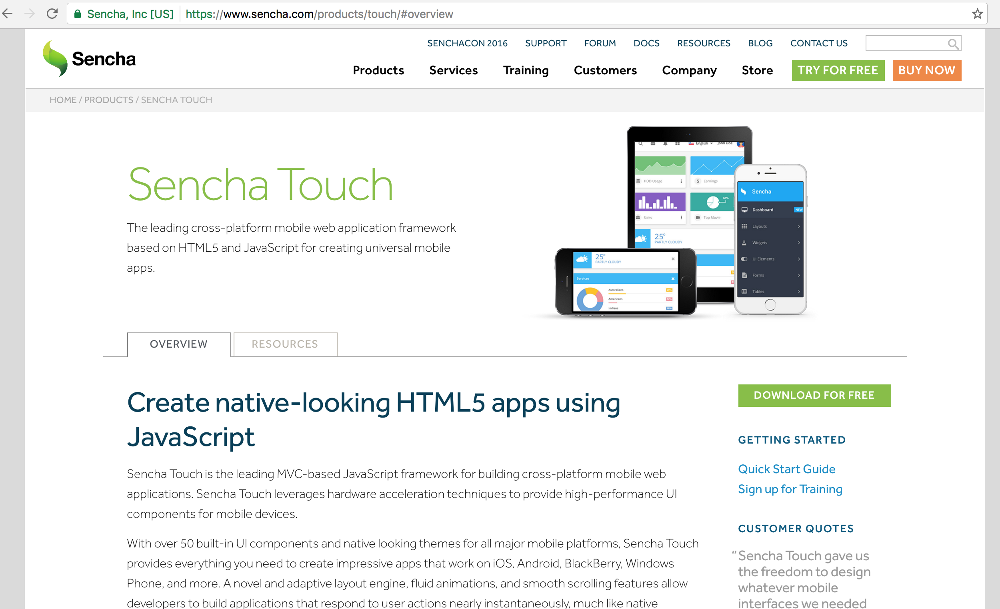 Sencha, Inc [US] https://www.sencha.com/products/touch/#overview
SENCHACON 2016 SUPPORT FORUM DOCS RESOURCES BLOG CONTACT US
Sencha
Products Services Training Customers Company Store TRY FOR FREE BUY NOW
HOME / PRODUCTS / SENCHA TOUCH
Sencha Touch
The leading cross-platform mobile web application framework
based on HTML5 and JavaScript for creating universal mobile
apps.
English John Doe
HDD Usage $ Earnings
65%
Sales Top Movie
25°
PARTLY CLOUDY
Sencha
Dashboard NEW
Layouts
Widgets
UI Elements
Forms
Tables
25°
PARTLY CLOUDY
Services
Australians
Americans 12%
Indians
OVERVIEW RESOURCES
Create native-looking HTML5 apps using
JavaScript
Sencha Touch is the leading MVC-based JavaScript framework for building cross-platform mobile web
applications. Sencha Touch leverages hardware acceleration techniques to provide high-performance UI
components for mobile devices.
With over 50 built-in UI components and native looking themes for all major mobile platforms, Sencha Touch
provides everything you need to create impressive apps that work on iOS, Android, BlackBerry, Windows
Phone, and more. A novel and adaptive layout engine, fluid animations, and smooth scrolling features allow
developers to build applications that respond to user actions nearly instantaneously, much like native
DOWNLOAD FOR FREE
GETTING STARTED
Quick Start Guide
Sign up for Training
CUSTOMER QUOTES
“Sencha Touch gave us
the freedom to design
whatever mobile
interfaces we needed